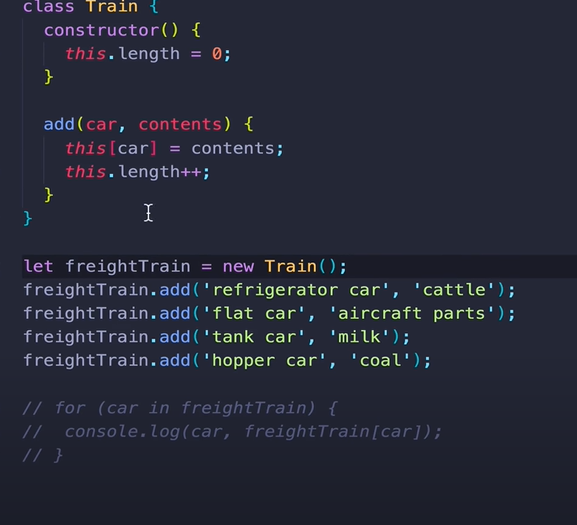 class Train {
  constructor() {
    this.length = 0;
  }

  add(car, contents) {
    this[car] = contents;
    this.length++;
  }
}

let freightTrain = new Train();
freightTrain.add('refrigerator car', 'cattle');
freightTrain.add('flat car', 'aircraft parts');
freightTrain.add('tank car', 'milk');
freightTrain.add('hopper car', 'coal');

// for (car in freightTrain) {
//  console.log(car, freightTrain[car]);
// }